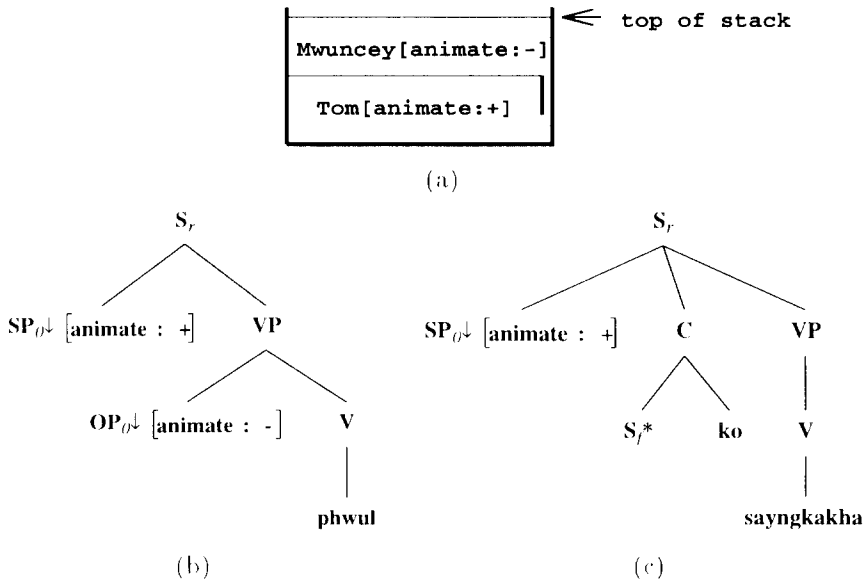 top of stack
Mwuncey[animate:-]
Tom[animate:+]
(a)
S_r S_r
SP_0↓ [animate : +] VP SP_0↓ [animate : +] C VP
OP_0↓ [animate : -] V S_f* ko V
phwul sayngkakha
(b) (c)